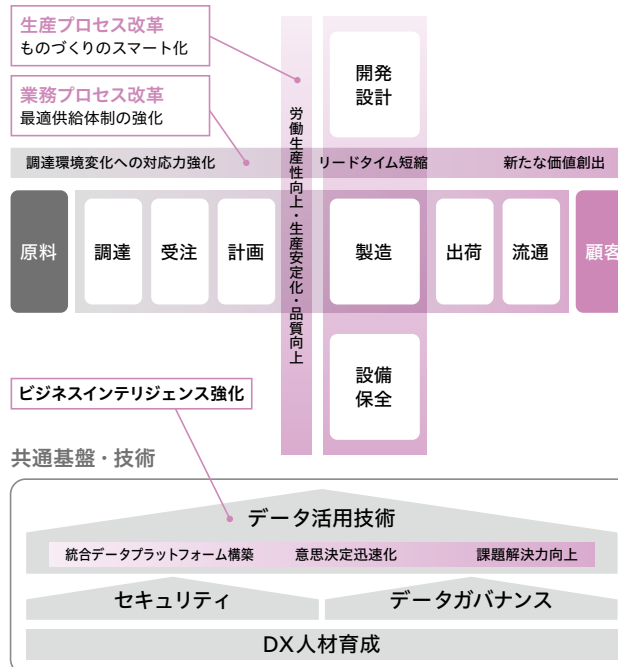 生産プロセス改革
ものづくりのスマート化
業務プロセス改革
最適供給体制の強化
開発
設計
労働生産性向上・生産安定化・品質向上
調達環境変化への対応力強化
リードタイム短縮
新たな価値創出
原料
調達
受注
計画
製造
出荷
流通
顧客
設備
保全
ビジネスインテリジェンス強化
共通基盤・技術
データ活用技術
統合データプラットフォーム構築
意思決定迅速化
課題解決力向上
セキュリティ
データガバナンス
DX人材育成